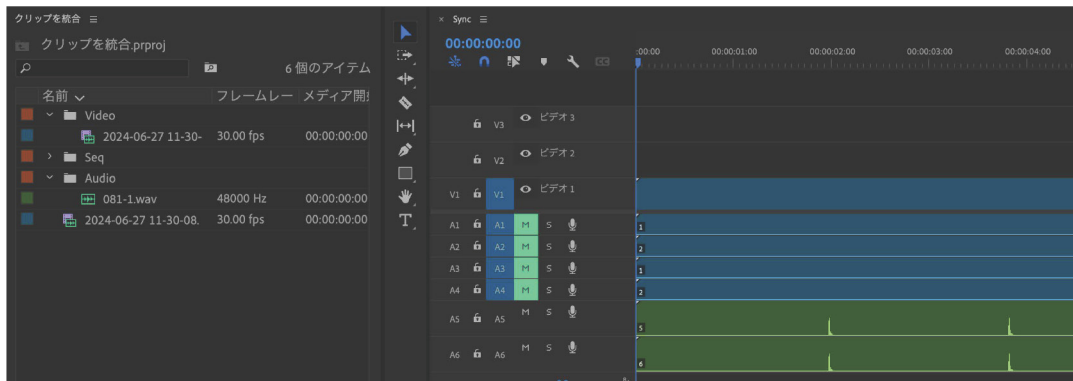 クリップを統合
クリップを統合.prproj
6 個のアイテム
名前 フレームレー メディア開
Video
2024-06-27 11-30- 30.00 fps 00:00:00:00
Seq
Audio
081-1.wav 48000 Hz 00:00:00:00
2024-06-27 11-30-08. 30.00 fps 00:00:00:00
T
× Sync
00:00:00:00
:00:00 00:00:01:00 00:00:02:00 00:00:03:00 00:00:04:00
CC
V3 ビデオ 3
V2 ビデオ 2
V1 V1 ビデオ 1
A1 A1 M S 1
A2 A2 M S 2
A3 A3 M S 1
A4 A4 M S 2
A5 A5 M S 5
A6 A6 M S 6